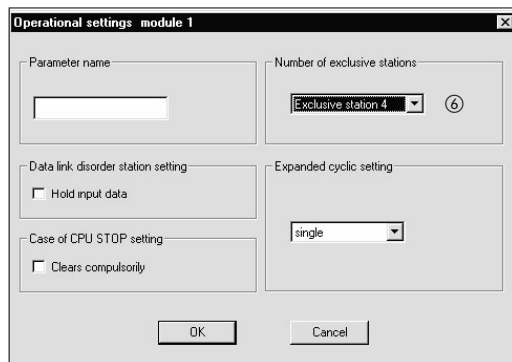 Operational settings module 1
Parameter name
Number of exclusive stations
Exclusive station 4
⑥
Data link disorder station setting
Hold input data
Expanded cyclic setting
single
Case of CPU STOP setting
Clears compulsorily
OK
Cancel